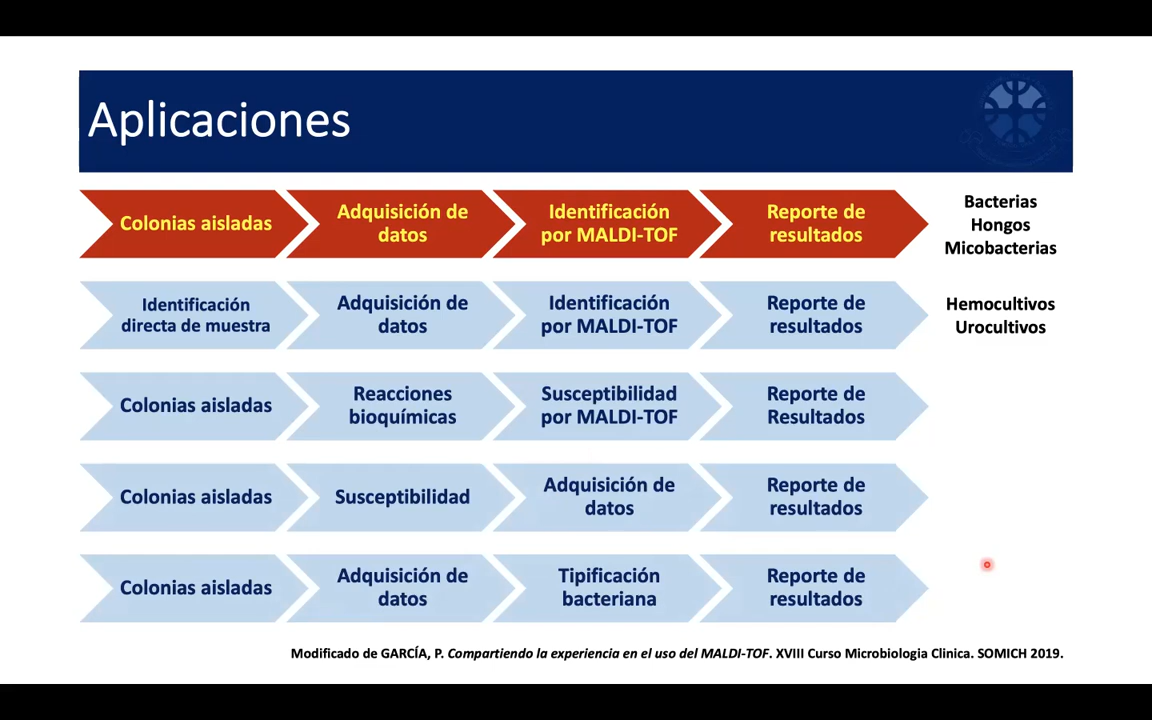 Aplicaciones
Colonias aisladas
Adquisición de
datos
Identificación
por MALDI-TOF
Reporte de
resultados
Bacterias
Hongos
Micobacterias
Identificación
directa de muestra
Adquisición de
datos
Identificación
por MALDI-TOF
Reporte de
resultados
Hemocultivos
Urocultivos
Colonias aisladas
Reacciones
bioquímicas
Susceptibilidad
por MALDI-TOF
Reporte de
Resultados
Colonias aisladas
Susceptibilidad
Adquisición de
datos
Reporte de
resultados
Colonias aisladas
Adquisición de
datos
Tipificación
bacteriana
Reporte de
resultados
Modificado de GARCÍA, P. Compartiendo la experiencia en el uso del MALDI-TOF. XVIII Curso Microbiologia Clinica. SOMICH 2019.